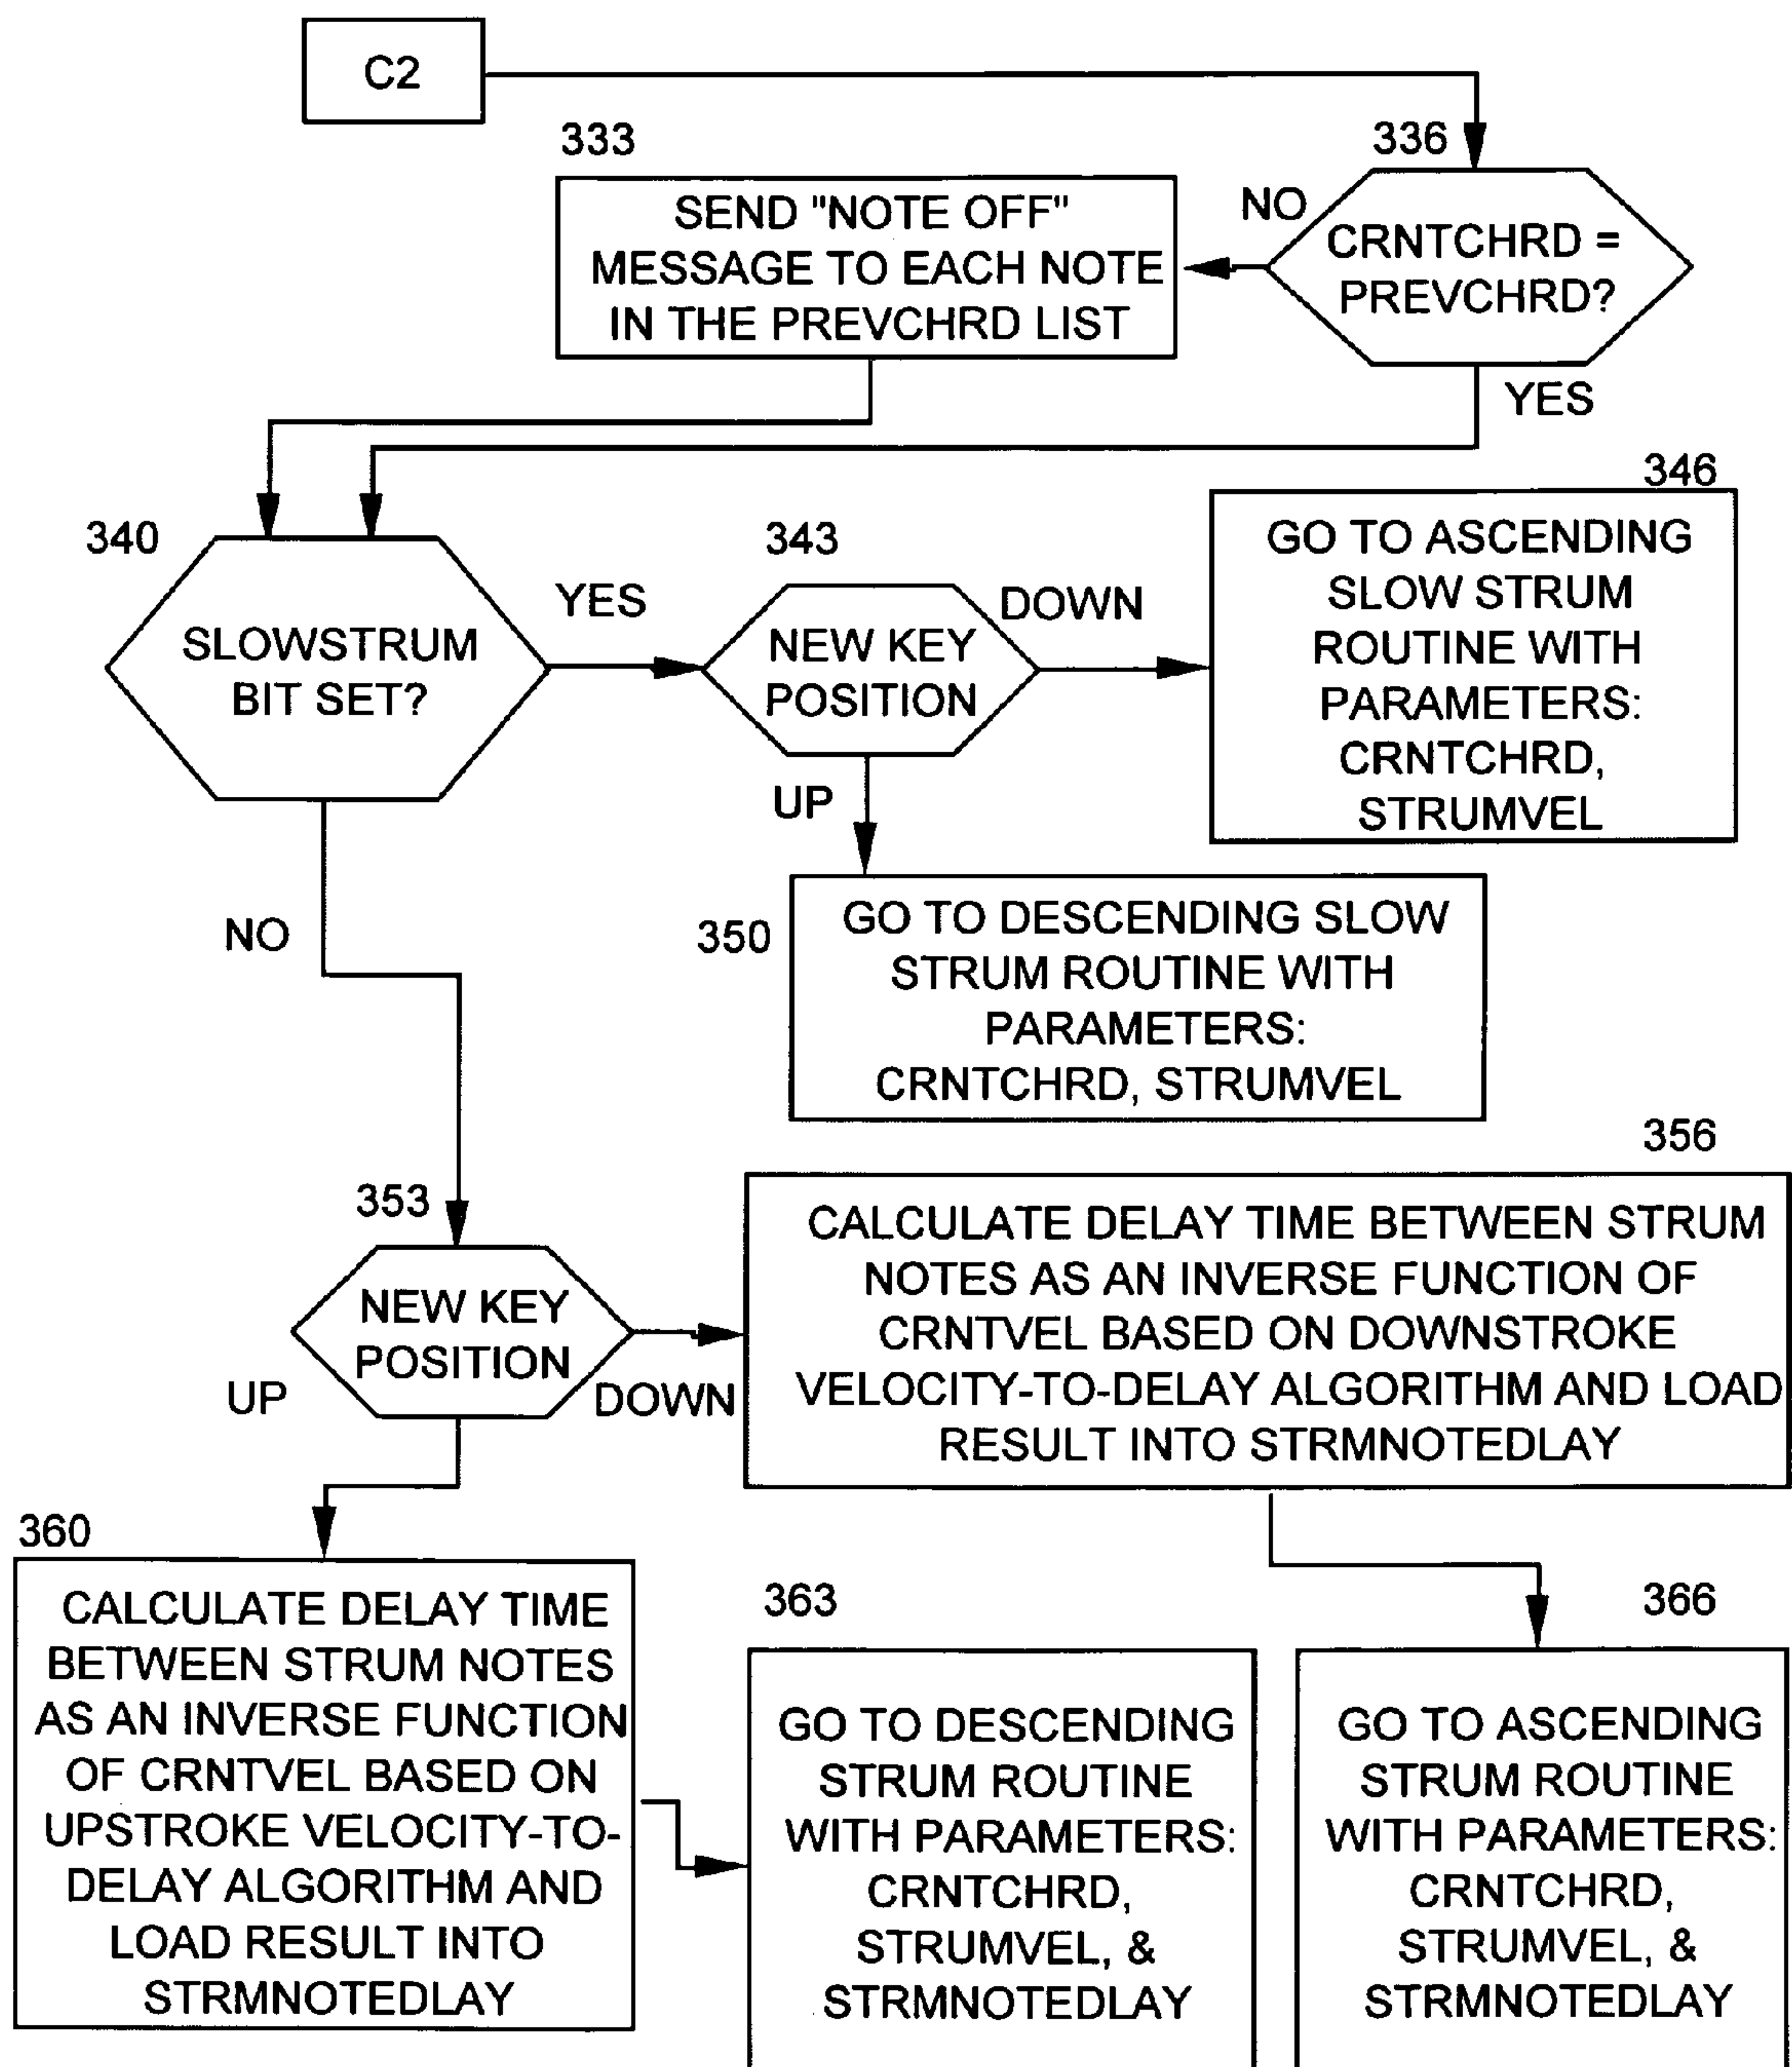 C2
333
336
SEND "NOTE OFF"
MESSAGE TO EACH NOTE
IN THE PREVCHRD LIST
NO
CRNTCHRD =
PREVCHRD?
YES
346
340
343
SLOWSTRUM
BIT SET?
YES
NEW KEY
POSITION
DOWN
GO TO ASCENDING
SLOW STRUM
ROUTINE WITH
PARAMETERS:
CRNTCHRD,
STRUMVEL
UP
NO
350
GO TO DESCENDING SLOW
STRUM ROUTINE WITH
PARAMETERS:
CRNTCHRD, STRUMVEL
356
353
NEW KEY
POSITION
UP
DOWN
CALCULATE DELAY TIME BETWEEN STRUM
NOTES AS AN INVERSE FUNCTION OF
CRNTVEL BASED ON DOWNSTROKE
VELOCITY-TO-DELAY ALGORITHM AND LOAD
RESULT INTO STRMNOTEDLAY
360
CALCULATE DELAY TIME
BETWEEN STRUM NOTES
AS AN INVERSE FUNCTION
OF CRNTVEL BASED ON
UPSTROKE VELOCITY-TO-
DELAY ALGORITHM AND
LOAD RESULT INTO
STRMNOTEDLAY
363
GO TO DESCENDING
STRUM ROUTINE
WITH PARAMETERS:
CRNTCHRD,
STRUMVEL, &
STRMNOTEDLAY
366
GO TO ASCENDING
STRUM ROUTINE
WITH PARAMETERS:
CRNTCHRD,
STRUMVEL, &
STRMNOTEDLAY